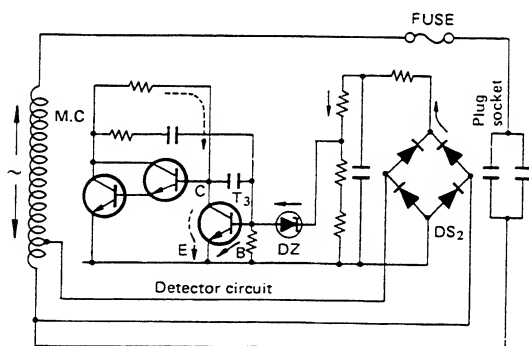 FUSE
M.C
~
Plug
socket
C
T3
E
B
DZ
DS2
Detector circuit